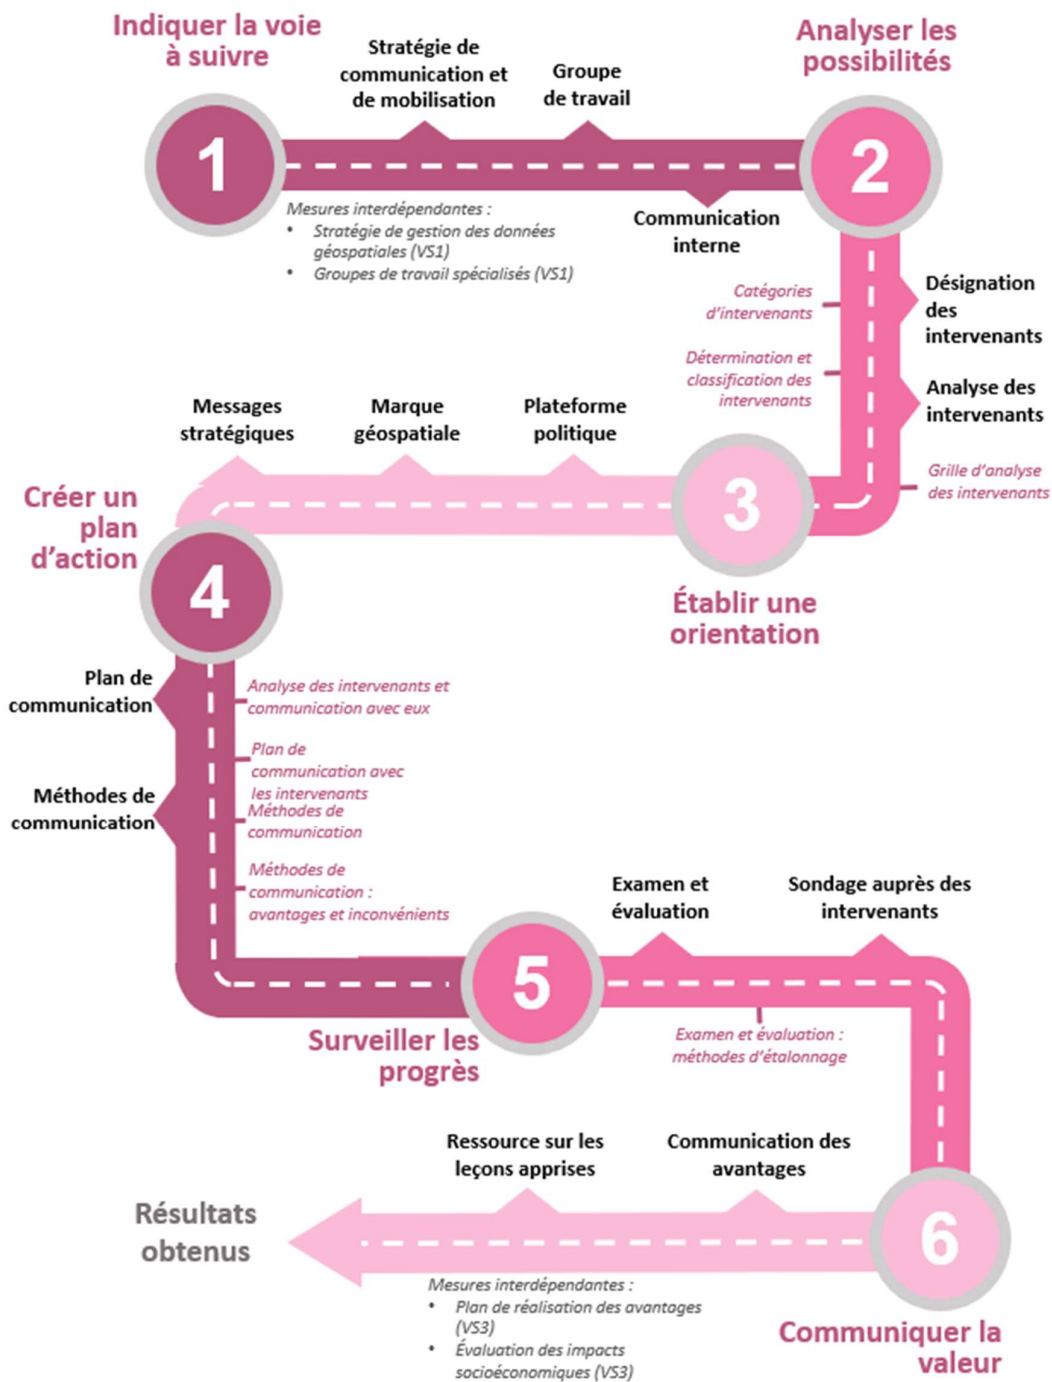 Indiquer la voie
à suivre
1
Stratégie de
communication et
de mobilisation
Groupe
de travail
Mesures interdépendantes :
• Stratégie de gestion des données
géospatiales (VS1)
• Groupes de travail spécialisés (VS1)
Communication
interne
Analyser les
possibilités
2
Catégories
d'intervenants
Désignation
des
intervenants
Détermination et
classification des
intervenants
Analyse des
intervenants
Grille d'analyse
des intervenants
3
Établir une
orientation
Plateforme
politique
Marque
géospatiale
Messages
stratégiques
Créer un
plan
d'action
4
Plan de
communication
Analyse des intervenants et
communication avec eux
Plan de
communication avec
les intervenants
Méthodes de
communication
Méthodes de
communication
Méthodes de
communication :
avantages et inconvénients
5
Surveiller les
progrès
Examen et
évaluation
Sondage auprès des
intervenants
Examen et évaluation :
méthodes d'étalonnage
6
Communiquer la
valeur
Communication des
avantages
Ressource sur les
leçons apprises
Mesures interdépendantes :
• Plan de réalisation des avantages
(VS3)
• Évaluation des impacts
socioéconomiques (VS3)
Résultats
obtenus